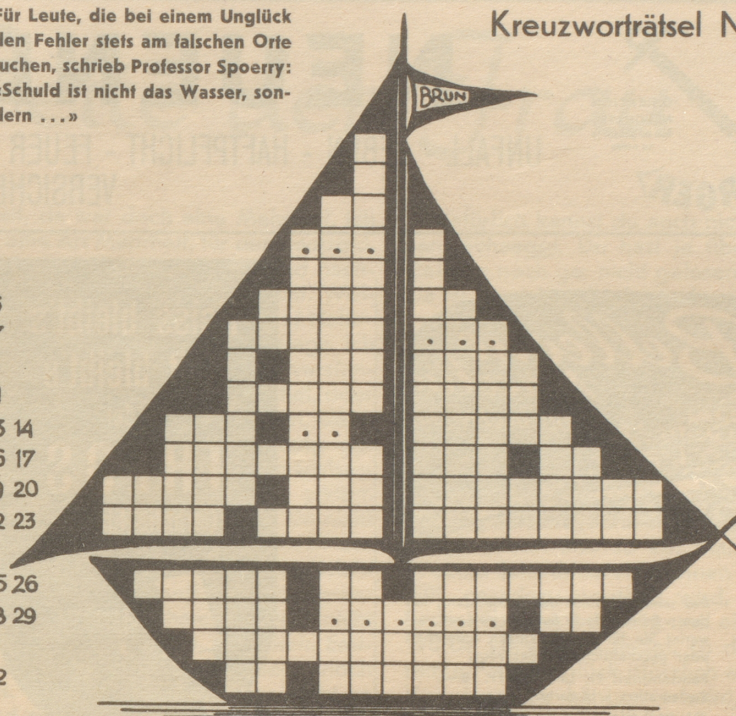 Für Leute, die bei einem Unglück
den Fehler stets am falschen Orte
uchen, schrieb Professor Spoerry:
«Schuld ist nicht das Wasser, son-
dern ...»
Kreuzworträtsel N
BRUN
14
17
20
23
26
29